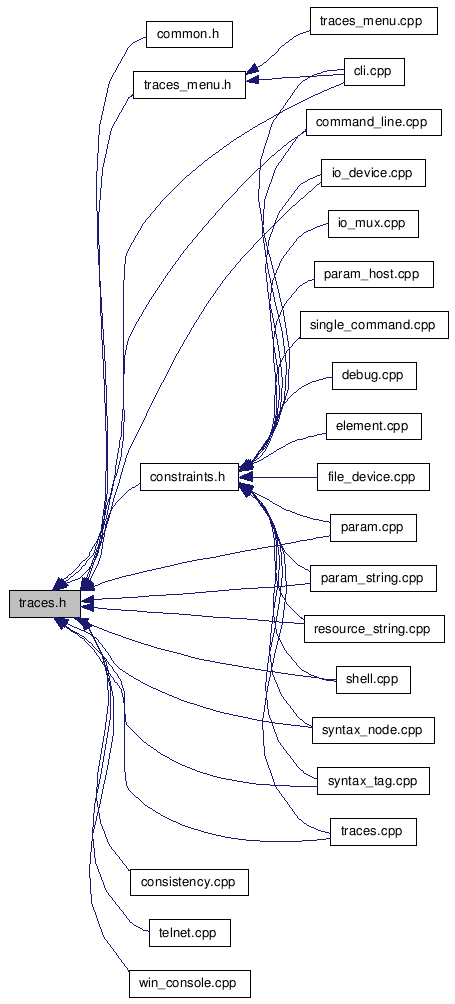 traces_menu.cpp
common.h
cli.cpp
traces_menu.h
command_line.cpp
io_device.cpp
io_mux.cpp
param_host.cpp
single_command.cpp
debug.cpp
element.cpp
constraints.h
file_device.cpp
param.cpp
param_string.cpp
traces.h
resource_string.cpp
shell.cpp
syntax_node.cpp
syntax_tag.cpp
traces.cpp
consistency.cpp
telnet.cpp
win_console.cpp